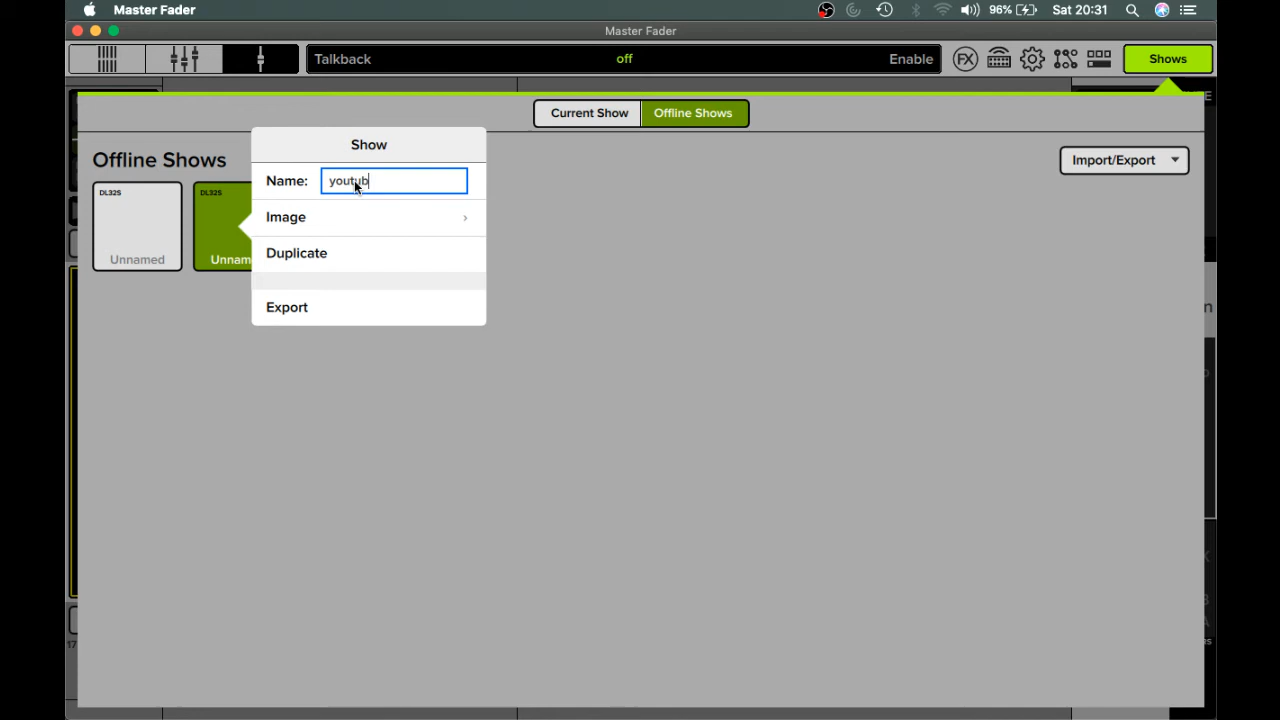 Master Fader
96%
Sat 20:31
Master Fader
Talkback off Enable
FX
Shows
Current Show
Offline Shows
Offline Shows
Import/Export
DL32S
Unnamed
DL32S
Unnam
Show
Name: youtub
Image
Duplicate
Export